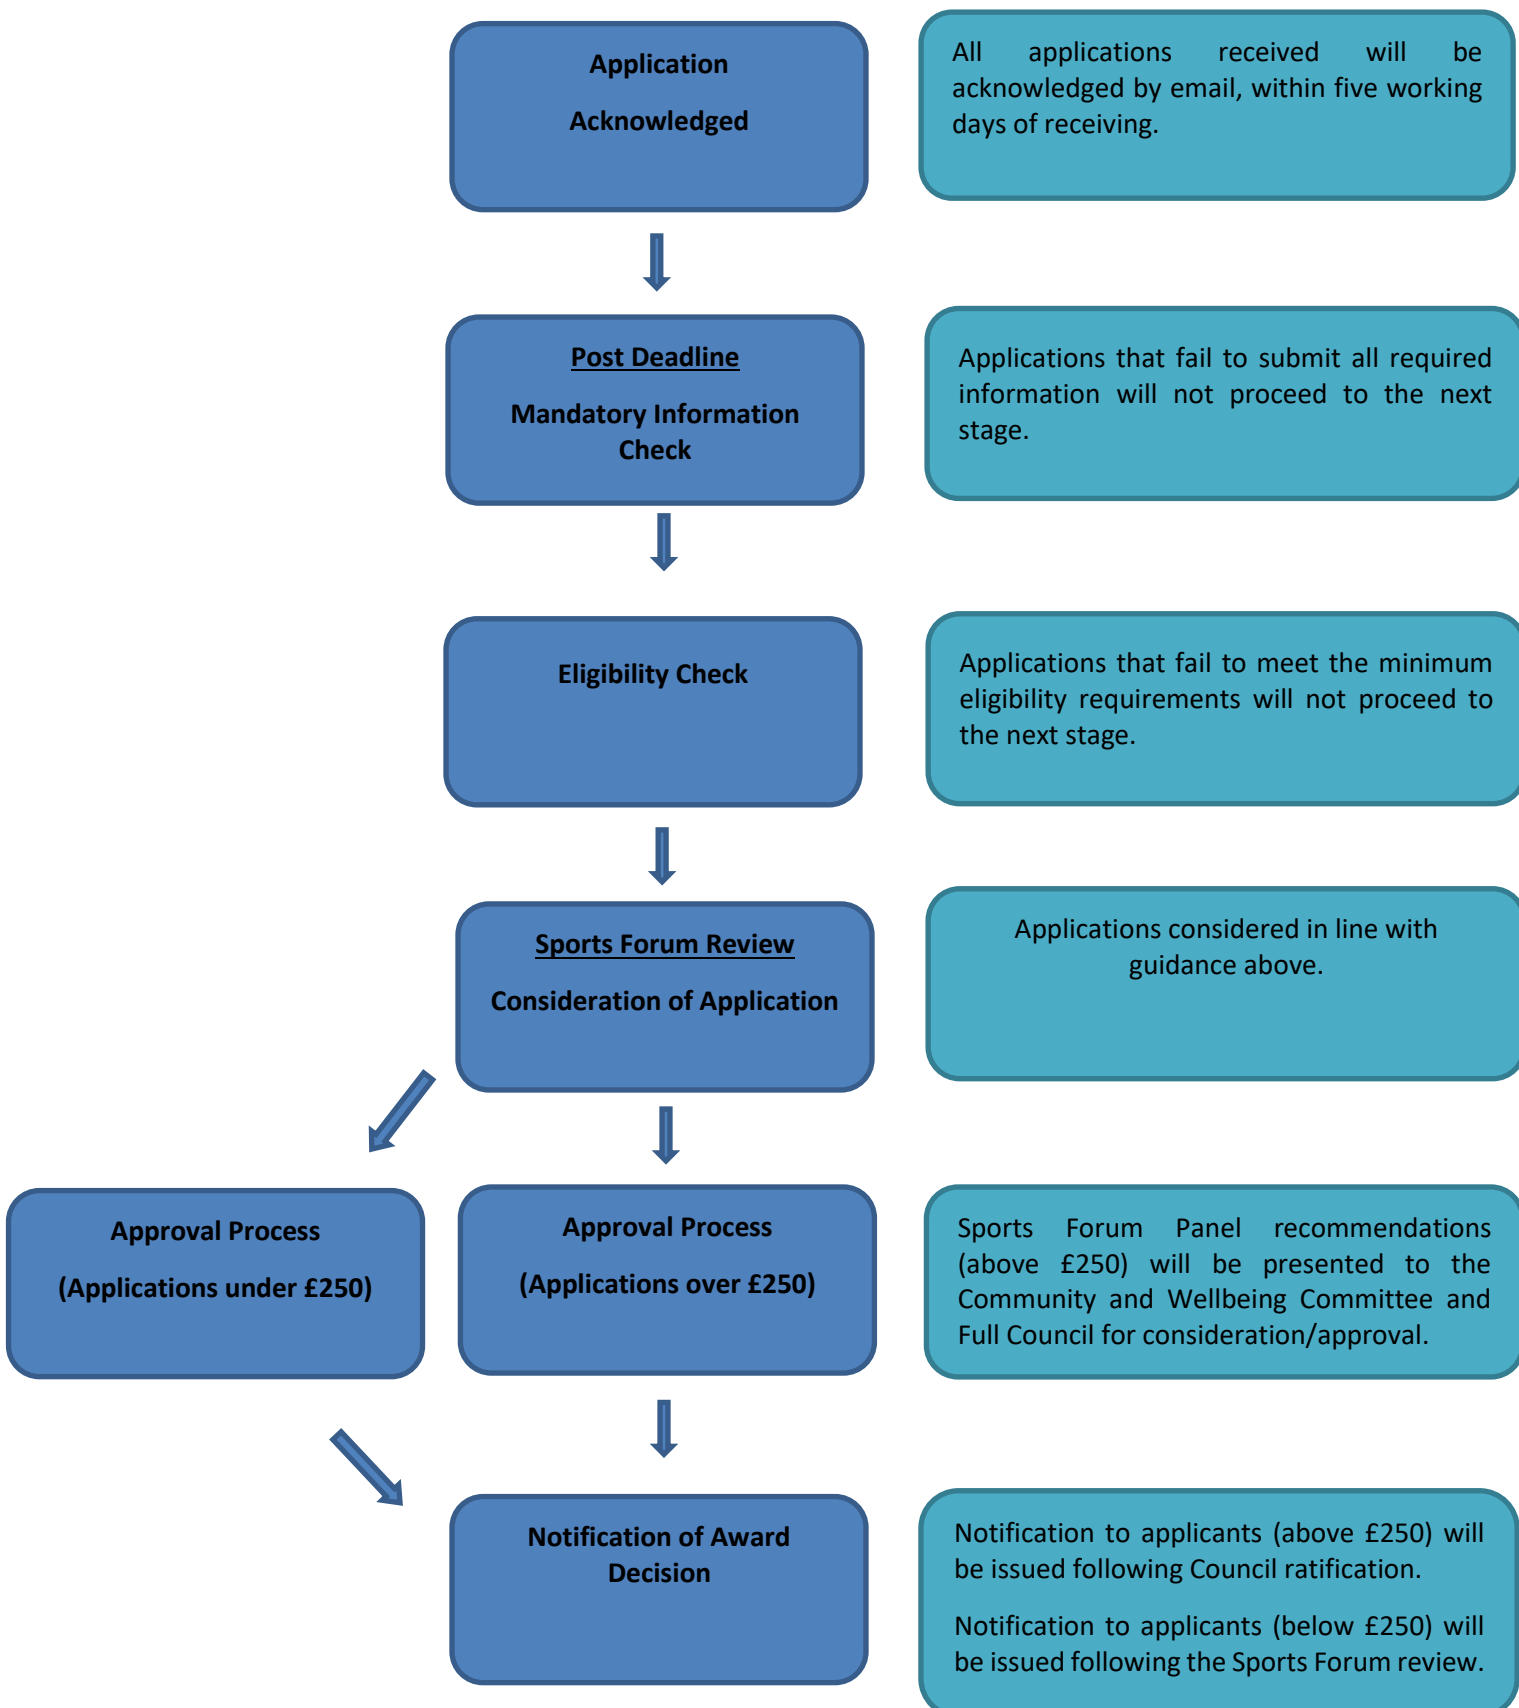 Application
Acknowledged
All applications received will be
acknowledged by email, within five working
days of receiving.
Post Deadline
Mandatory Information
Check
Applications that fail to submit all required
information will not proceed to the next
stage.
Eligibility Check
Applications that fail to meet the minimum
eligibility requirements will not proceed to
the next stage.
Sports Forum Review
Consideration of Application
Applications considered in line with
guidance above.
Approval Process
(Applications under £250)
Approval Process
(Applications over £250)
Sports Forum Panel recommendations
(above £250) will be presented to the
Community and Wellbeing Committee and
Full Council for consideration/approval.
Notification of Award
Decision
Notification to applicants (above £250) will
be issued following Council ratification.
Notification to applicants (below £250) will
be issued following the Sports Forum review.